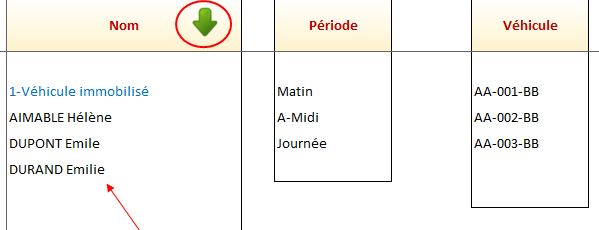 Nom Période Véhicule
1-Véhicule immobilisé Matin AA-001-BB
AIMABLE Hélène A-Midi AA-002-BB
DUPONT Emile Journée AA-003-BB
DURAND Emilie